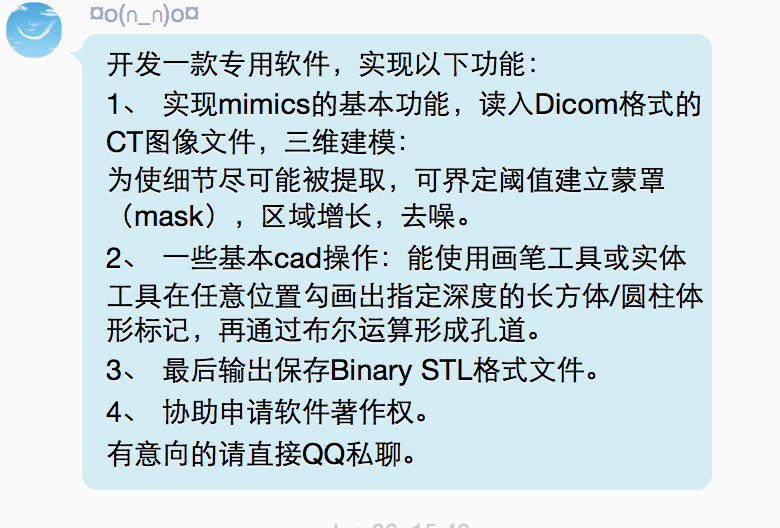 ¤o(∩_∩)o¤
开发一款专用软件，实现以下功能：
1、 实现mimics的基本功能，读入Dicom格式的
CT图像文件，三维建模：
为使细节尽可能被提取，可界定阈值建立蒙罩
（mask），区域增长，去噪。
2、 一些基本cad操作：能使用画笔工具或实体
工具在任意位置勾画出指定深度的长方体/圆柱体
形标记，再通过布尔运算形成孔道。
3、 最后输出保存Binary STL格式文件。
4、 协助申请软件著作权。
有意向的请直接QQ私聊。